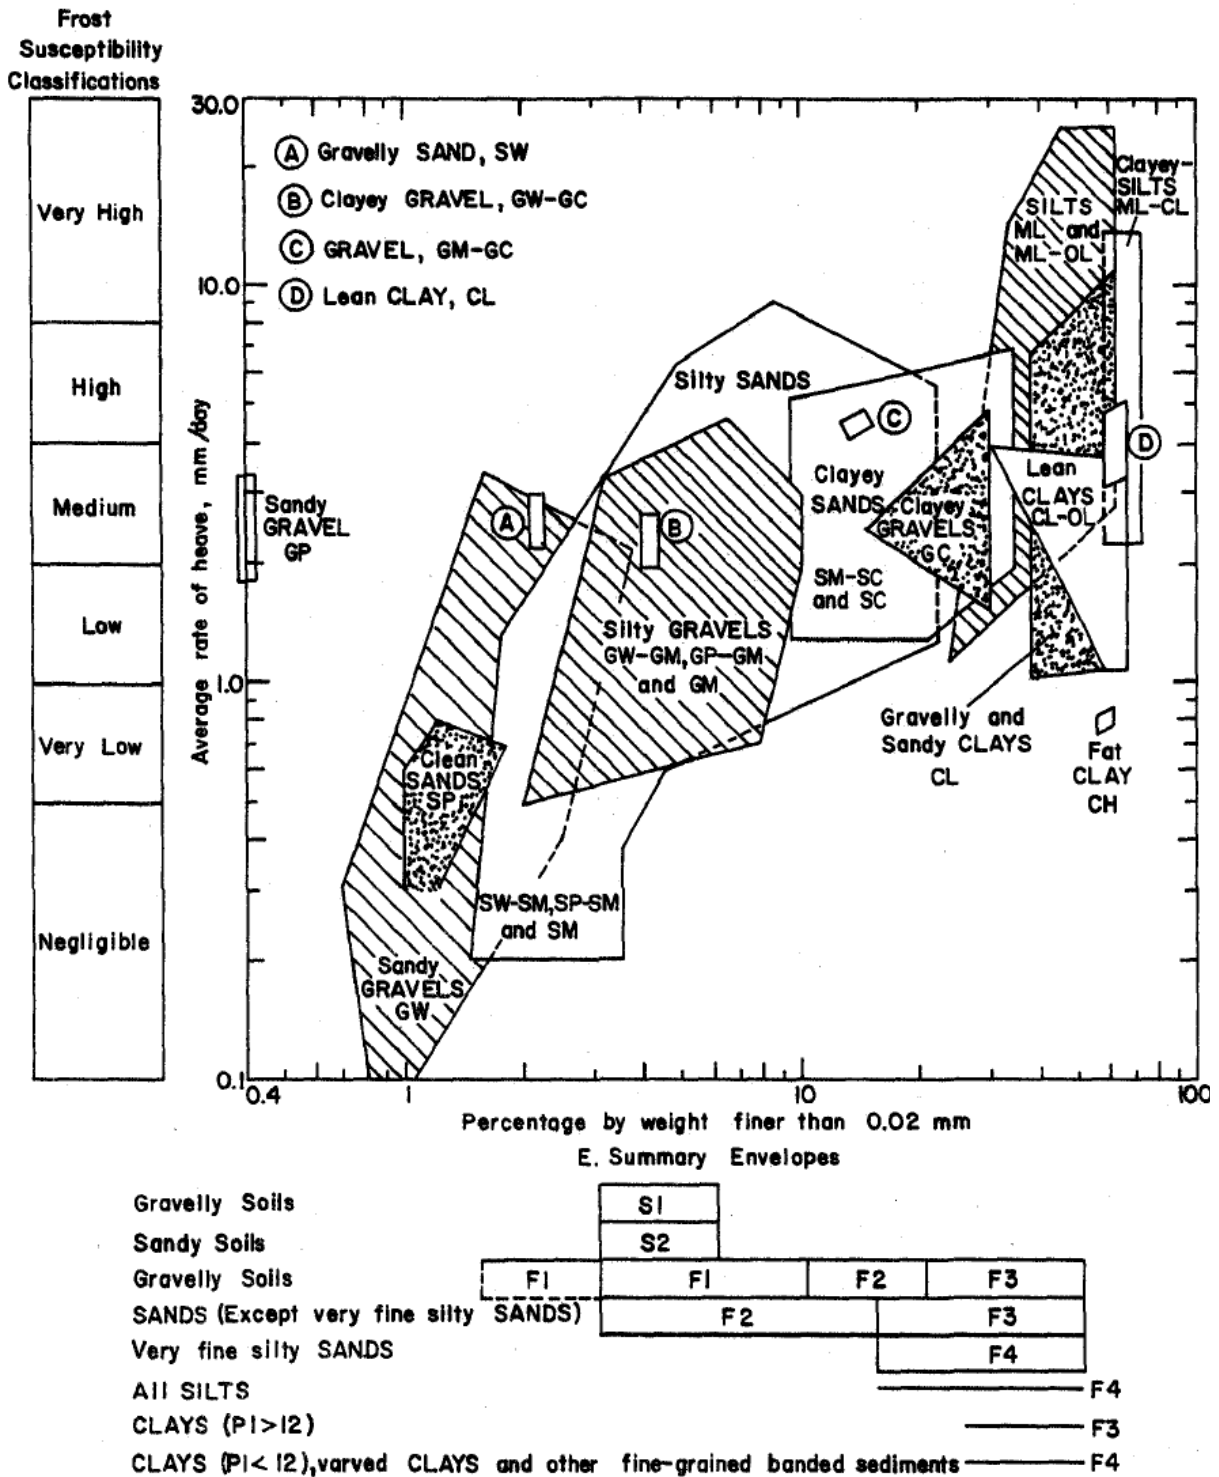 Frost
Susceptibility
Classifications
Very High
High
Medium
Low
Very Low
Negligible
Average rate of heave, mm/day
30.0
10.0
1.0
0.1
Ⓐ Gravelly SAND, SW
Ⓑ Clayey GRAVEL, GW-GC
Ⓒ GRAVEL, GM-GC
Ⓓ Lean CLAY, CL
Clayey-
SILTS
ML-CL
SILTS
ML and
ML-OL
Silty SANDS
Ⓒ
Ⓓ
Sandy
GRAVEL
GP
Ⓐ
Ⓑ
Clayey
SANDS
Clayey
GRAVELS
GC
Lean
CLAYS
CL-OL
SM-SC
and SC
Silty GRAVELS
GW-GM, GP-GM
and GM
Clean
SANDS
SP
Gravelly and
Sandy CLAYS
CL
Fat
CLAY
CH
SW-SM, SP-SM
and SM
Sandy
GRAVELS
GW
0.4 1 10 100
Percentage by weight finer than 0.02 mm
E. Summary Envelopes
Gravelly Soils S1
Sandy Soils S2
Gravelly Soils F1 F1 F2 F3
SANDS (Except very fine silty SANDS) F2 F3
Very fine silty SANDS F4
All SILTS F4
CLAYS (PI>12) F3
CLAYS (PI<12), varved CLAYS and other fine-grained banded sediments F4